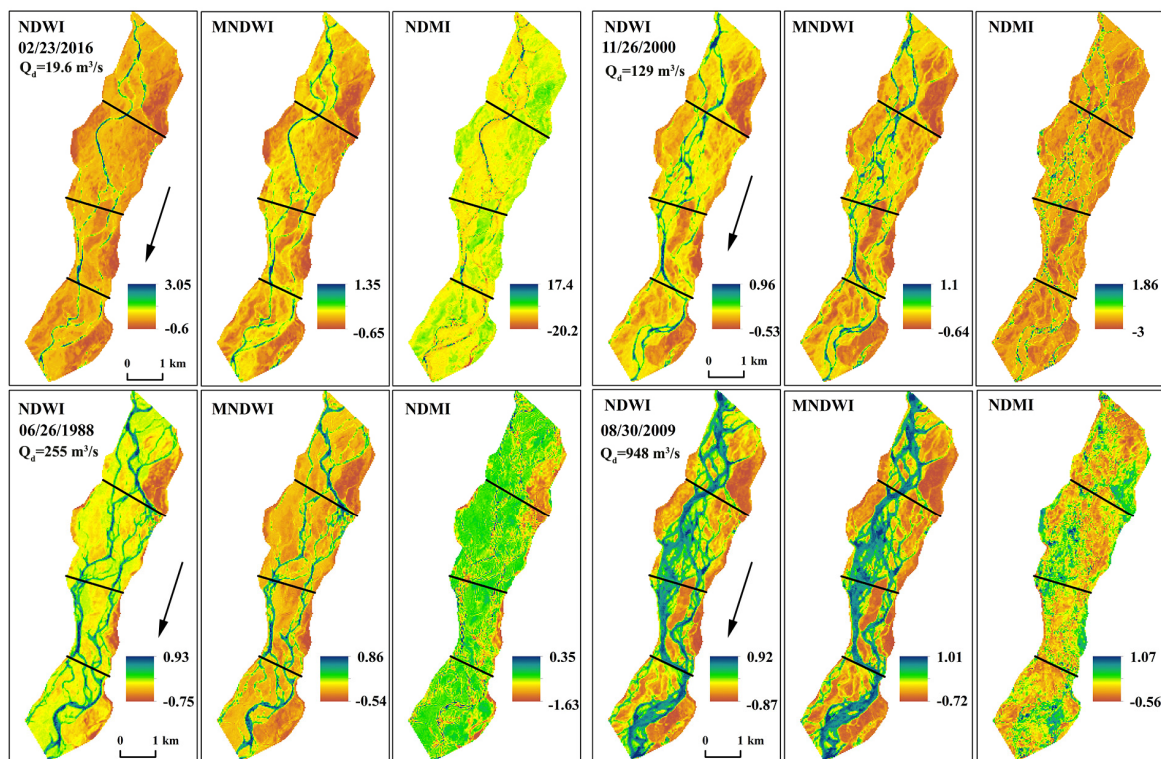 NDWI
02/23/2016
Q_d=19.6 m³/s
3.05
-0.6
0 1 km
MNDWI
1.35
-0.65
NDMI
17.4
-20.2
NDWI
11/26/2000
Q_d=129 m³/s
0.96
-0.53
0 1 km
MNDWI
1.1
-0.64
NDMI
1.86
-3
NDWI
06/26/1988
Q_d=255 m³/s
0.93
-0.75
0 1 km
MNDWI
0.86
-0.54
NDMI
0.35
-1.63
NDWI
08/30/2009
Q_d=948 m³/s
0.92
-0.87
0 1 km
MNDWI
1.01
-0.72
NDMI
1.07
-0.56